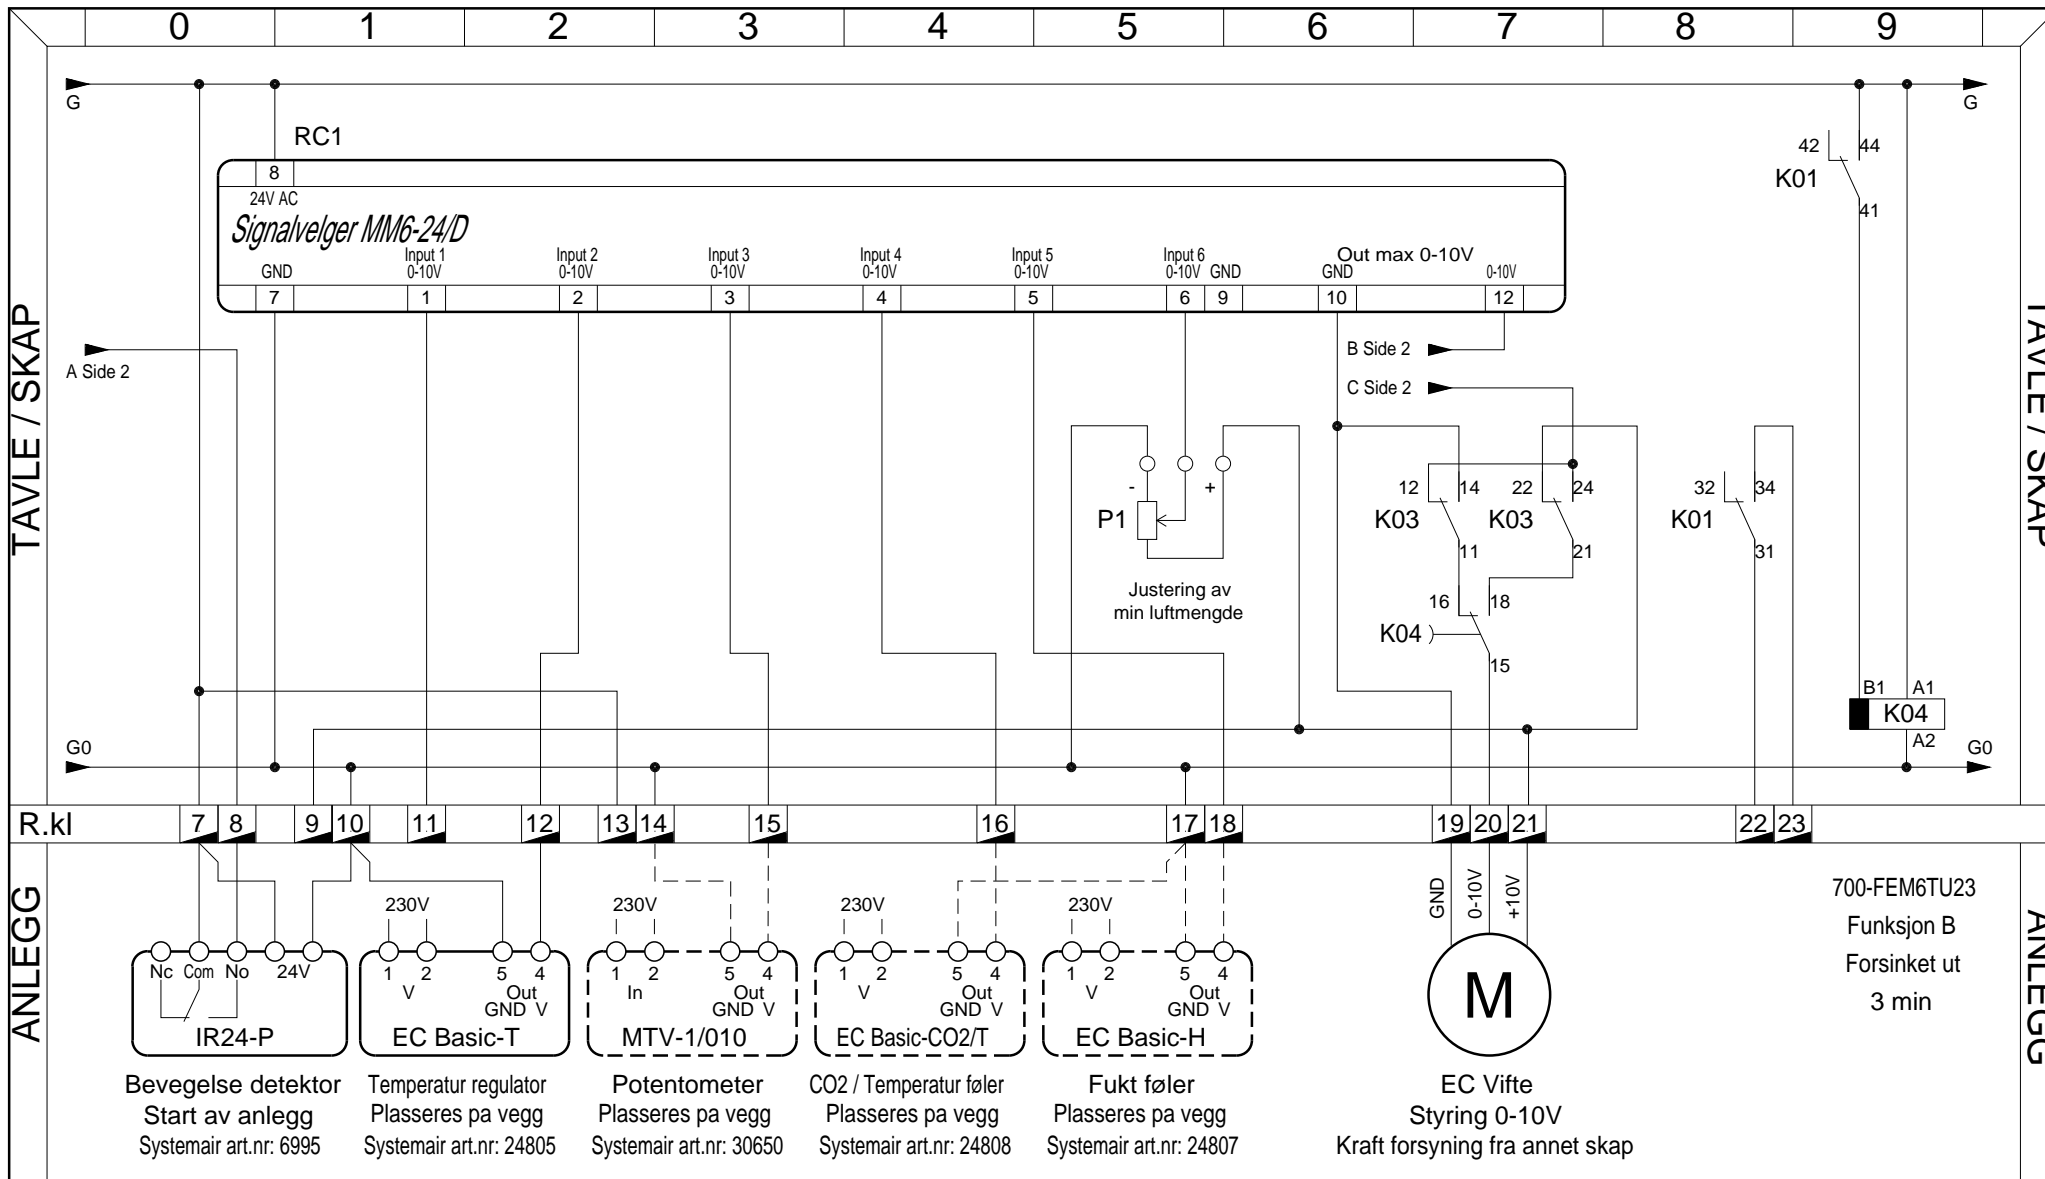 0 1 2 3 4 5 6 7 8 9
G G
RC1
8
24V AC
Signalvelger MM6-24/D
Input 1 Input 2 Input 3 Input 4 Input 5 Input 6 Out max 0-10V
GND 0-10V 0-10V 0-10V 0-10V 0-10V 0-10V GND GND 0-10V
7 1 2 3 4 5 6 9 10 12
42 44
K01
41
TAVLE / SKAP
TAVLE / SKAP
A Side 2
B Side 2
C Side 2
- +
P1
Justering av
min luftmengde
12 14 22 24 32 34
K03 K03 K01
11 21 31
16 18
K04
15
B1 A1
K04
A2
G0 G0
R.kl 7 8 9 10 11 12 13 14 15 16 17 18 19 20 21 22 23
ANLEGG
ANLEGG
230V 230V 230V 230V
GND 0-10V +10V
Nc Com No 24V
IR24-P
1 2 5 4
V Out
GND V
EC Basic-T
1 2 5 4
In Out
GND V
MTV-1/010
1 2 5 4
V Out
GND V
EC Basic-CO2/T
1 2 5 4
V Out
GND V
EC Basic-H
M
700-FEM6TU23
Funksjon B
Forsinket ut
3 min
Bevegelse detektor
Start av anlegg
Systemair art.nr: 6995
Temperatur regulator
Plasseres pa vegg
Systemair art.nr: 24805
Potentometer
Plasseres pa vegg
Systemair art.nr: 30650
CO2 / Temperatur føler
Plasseres pa vegg
Systemair art.nr: 24808
Fukt føler
Plasseres pa vegg
Systemair art.nr: 24807
EC Vifte
Styring 0-10V
Kraft forsyning fra annet skap